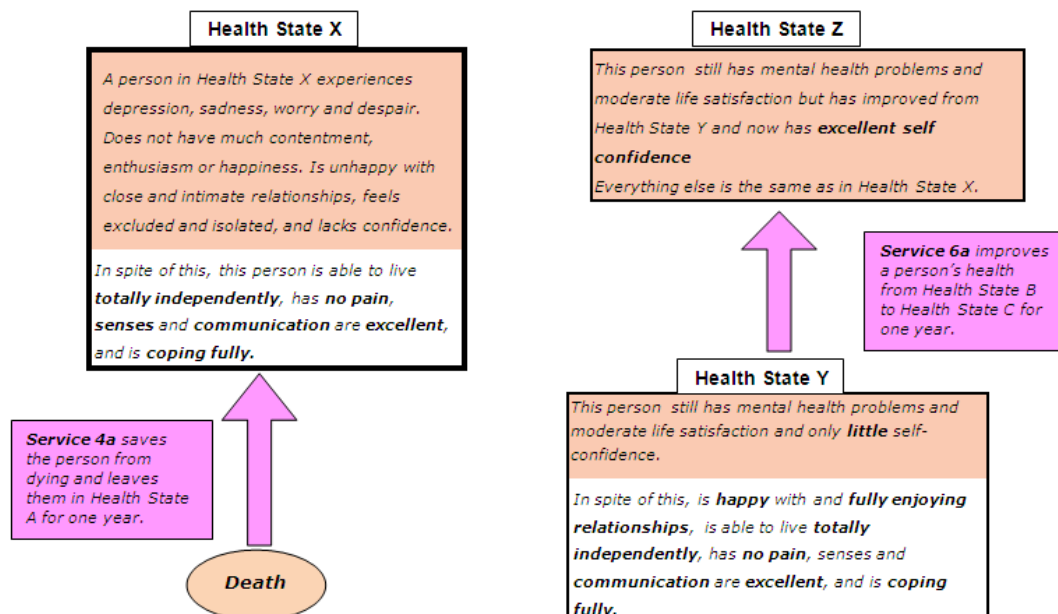 Health State X
A person in Health State X experiences
depression, sadness, worry and despair.
Does not have much contentment,
enthusiasm or happiness. Is unhappy with
close and intimate relationships, feels
excluded and isolated, and lacks confidence.
In spite of this, this person is able to live
totally independently, has no pain,
senses and communication are excellent,
and is coping fully.
Service 4a saves
the person from
dying and leaves
them in Health State
A for one year.
Death
Health State Z
This person still has mental health problems and
moderate life satisfaction but has improved from
Health State Y and now has excellent self
confidence
Everything else is the same as in Health State X.
Service 6a improves
a person's health
from Health State B
to Health State C for
one year.
Health State Y
This person still has mental health problems and
moderate life satisfaction and only little self-
confidence.
In spite of this, is happy with and fully enjoying
relationships, is able to live totally
independently, has no pain, senses and
communication are excellent, and is coping
fully.